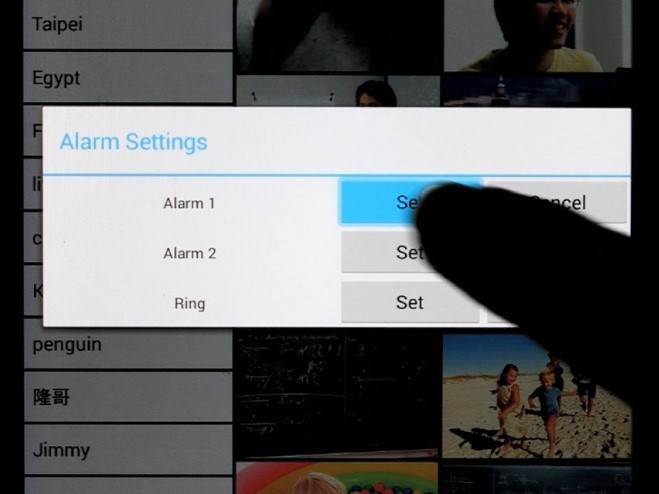 Taipei
Egypt
Alarm Settings
Alarm 1
Alarm 2 Set
Ring Set
penguin
隆哥
Jimmy